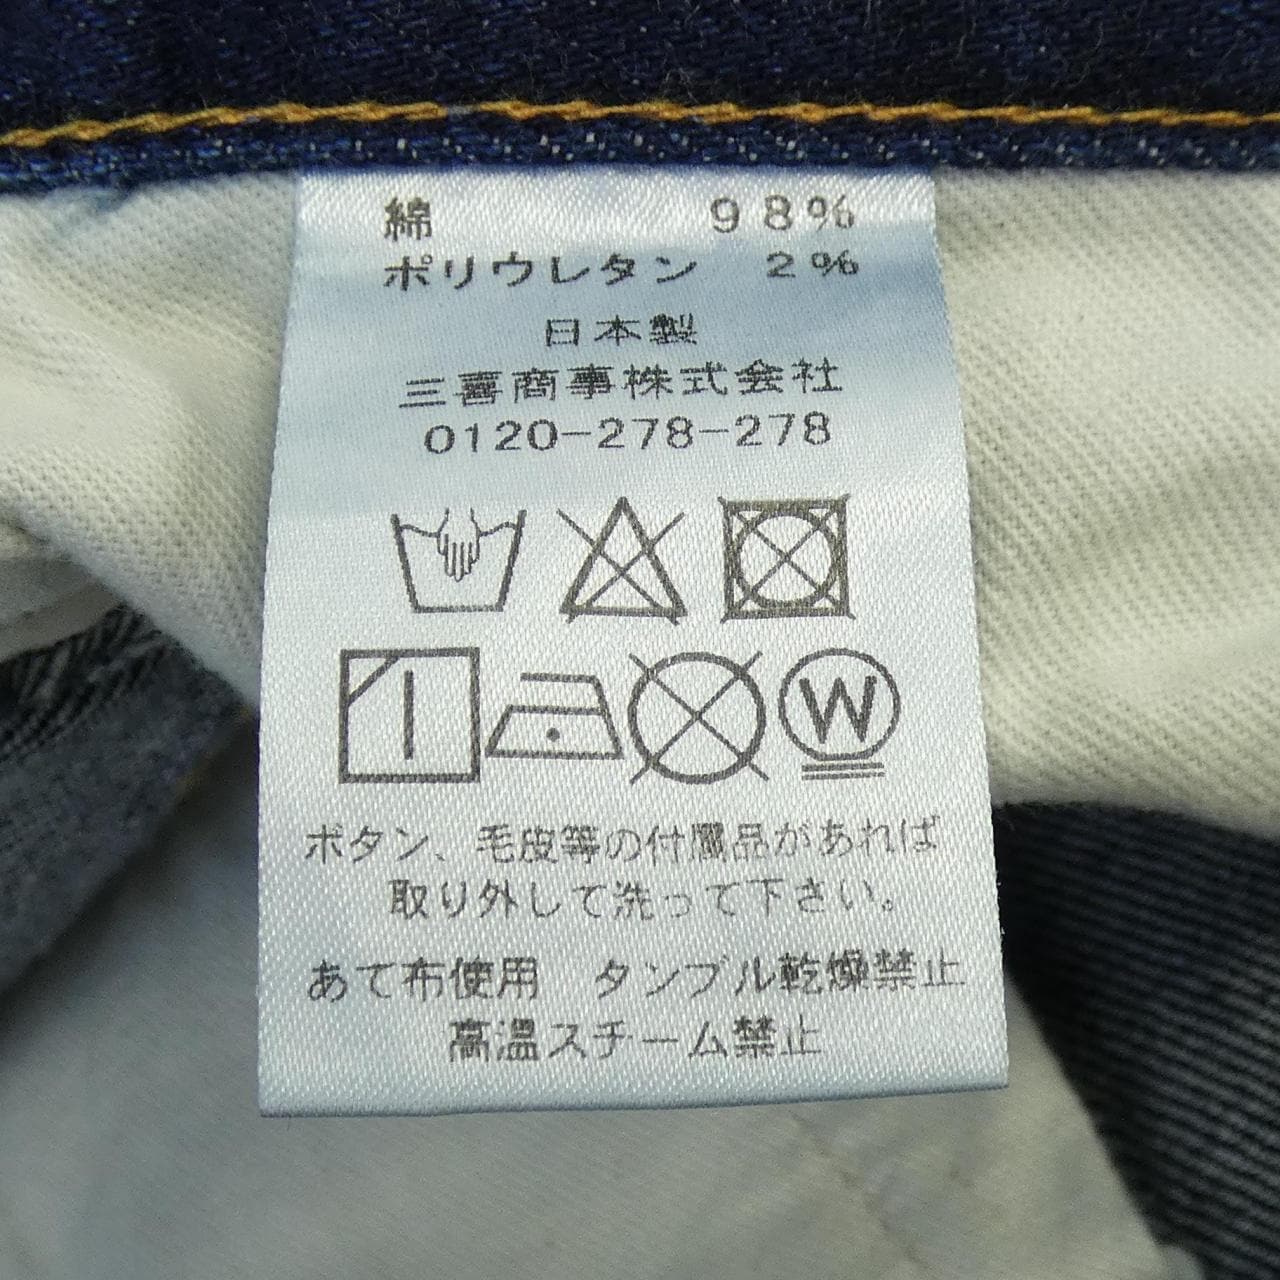 綿 98%
ポリウレタン 2%
日本製
三喜商事株式会社
0120-278-278
W
ボタン、毛皮等の付属品があれば
取り外して洗って下さい。
あて布使用 タンブル乾燥禁止
高温スチーム禁止